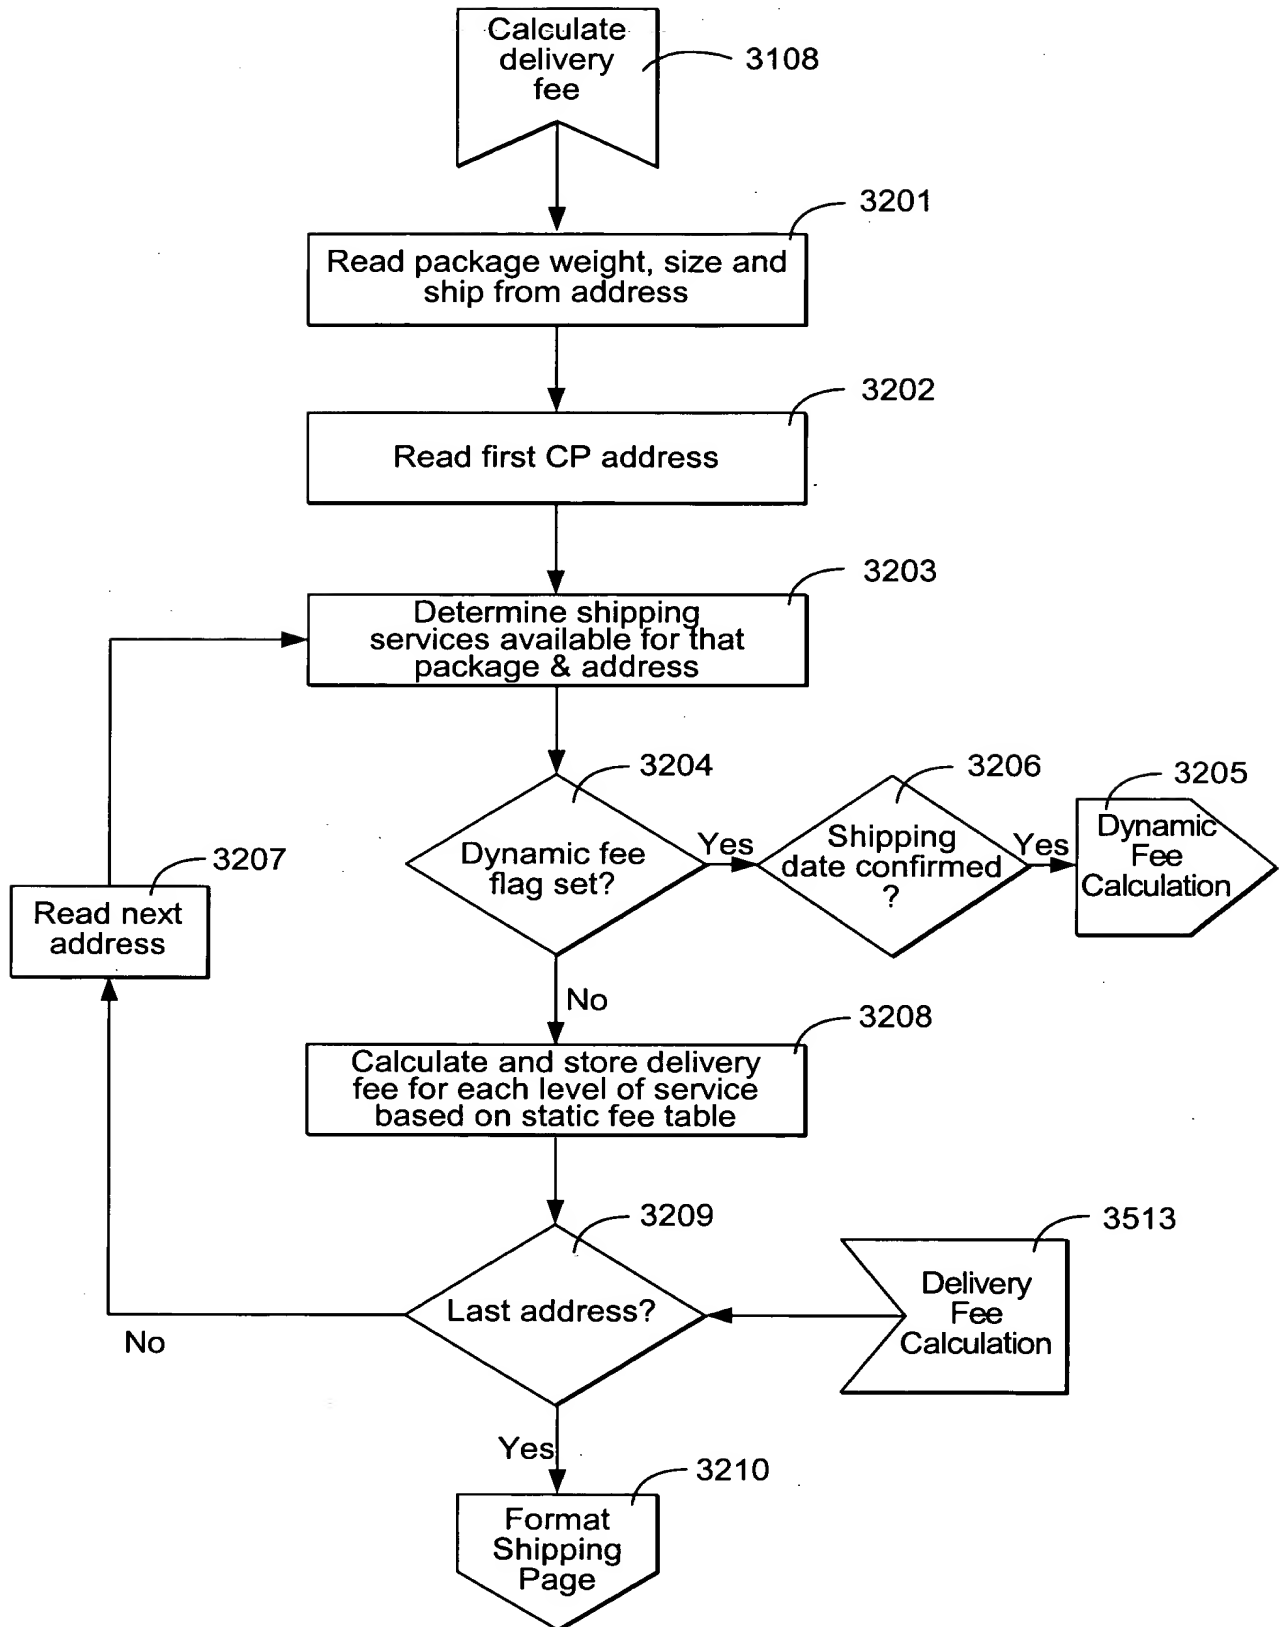 Calculate
delivery
fee
3108
3201
Read package weight, size and
ship from address
3202
Read first CP address
3203
Determine shipping
services available for that
package & address
3204
Dynamic fee
flag set?
Yes
3206
Shipping
date confirmed
?
Yes
3205
Dynamic
Fee
Calculation
3207
Read next
address
No
3208
Calculate and store delivery
fee for each level of service
based on static fee table
3209
Last address?
No
3513
Delivery
Fee
Calculation
Yes
3210
Format
Shipping
Page